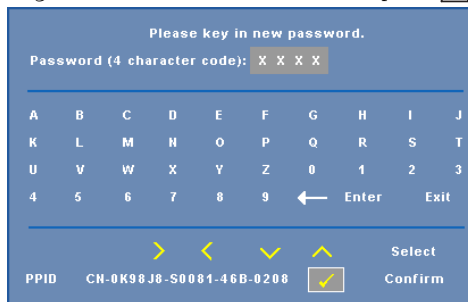 Please key in new password.
Password (4 character code): X X X X
A B C D E F G H I J
K L M N O P Q R S T
U V W X Y Z 0 1 2 3
4 5 6 7 8 9 ← Enter Exit
Select
PPID CN-0K98J8-S0081-46B-0208 Confirm